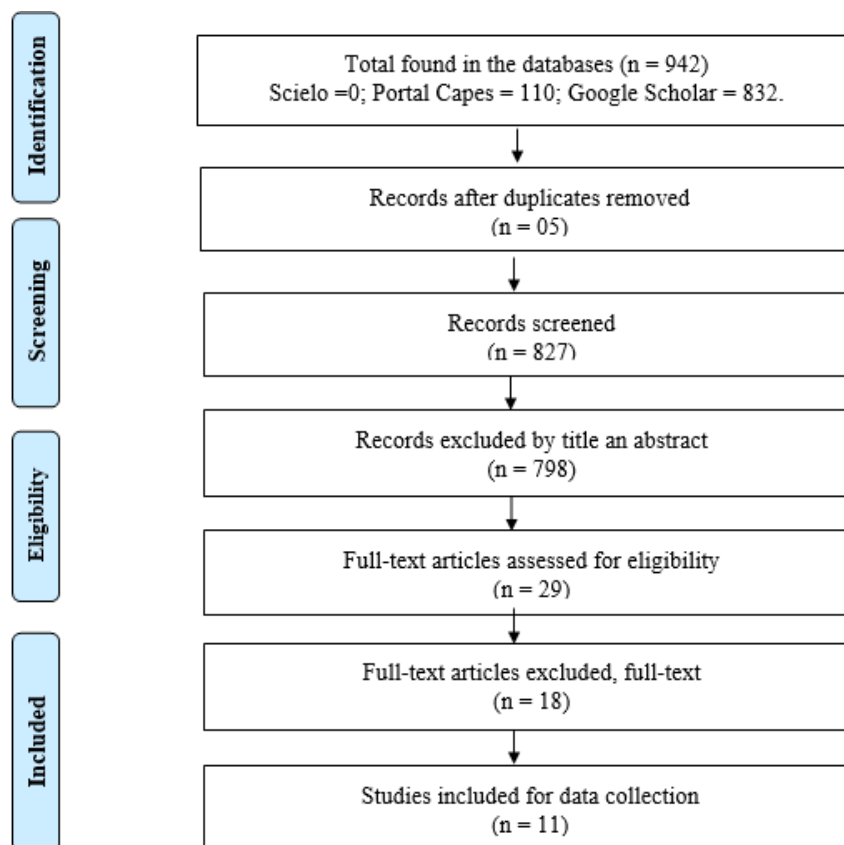 Identification
Total found in the databases (n = 942)
Scielo =0; Portal Capes = 110; Google Scholar = 832.
Records after duplicates removed
(n = 05)
Screening
Records screened
(n = 827)
Records excluded by title an abstract
(n = 798)
Eligibility
Full-text articles assessed for eligibility
(n = 29)
Included
Full-text articles excluded, full-text
(n = 18)
Studies included for data collection
(n = 11)